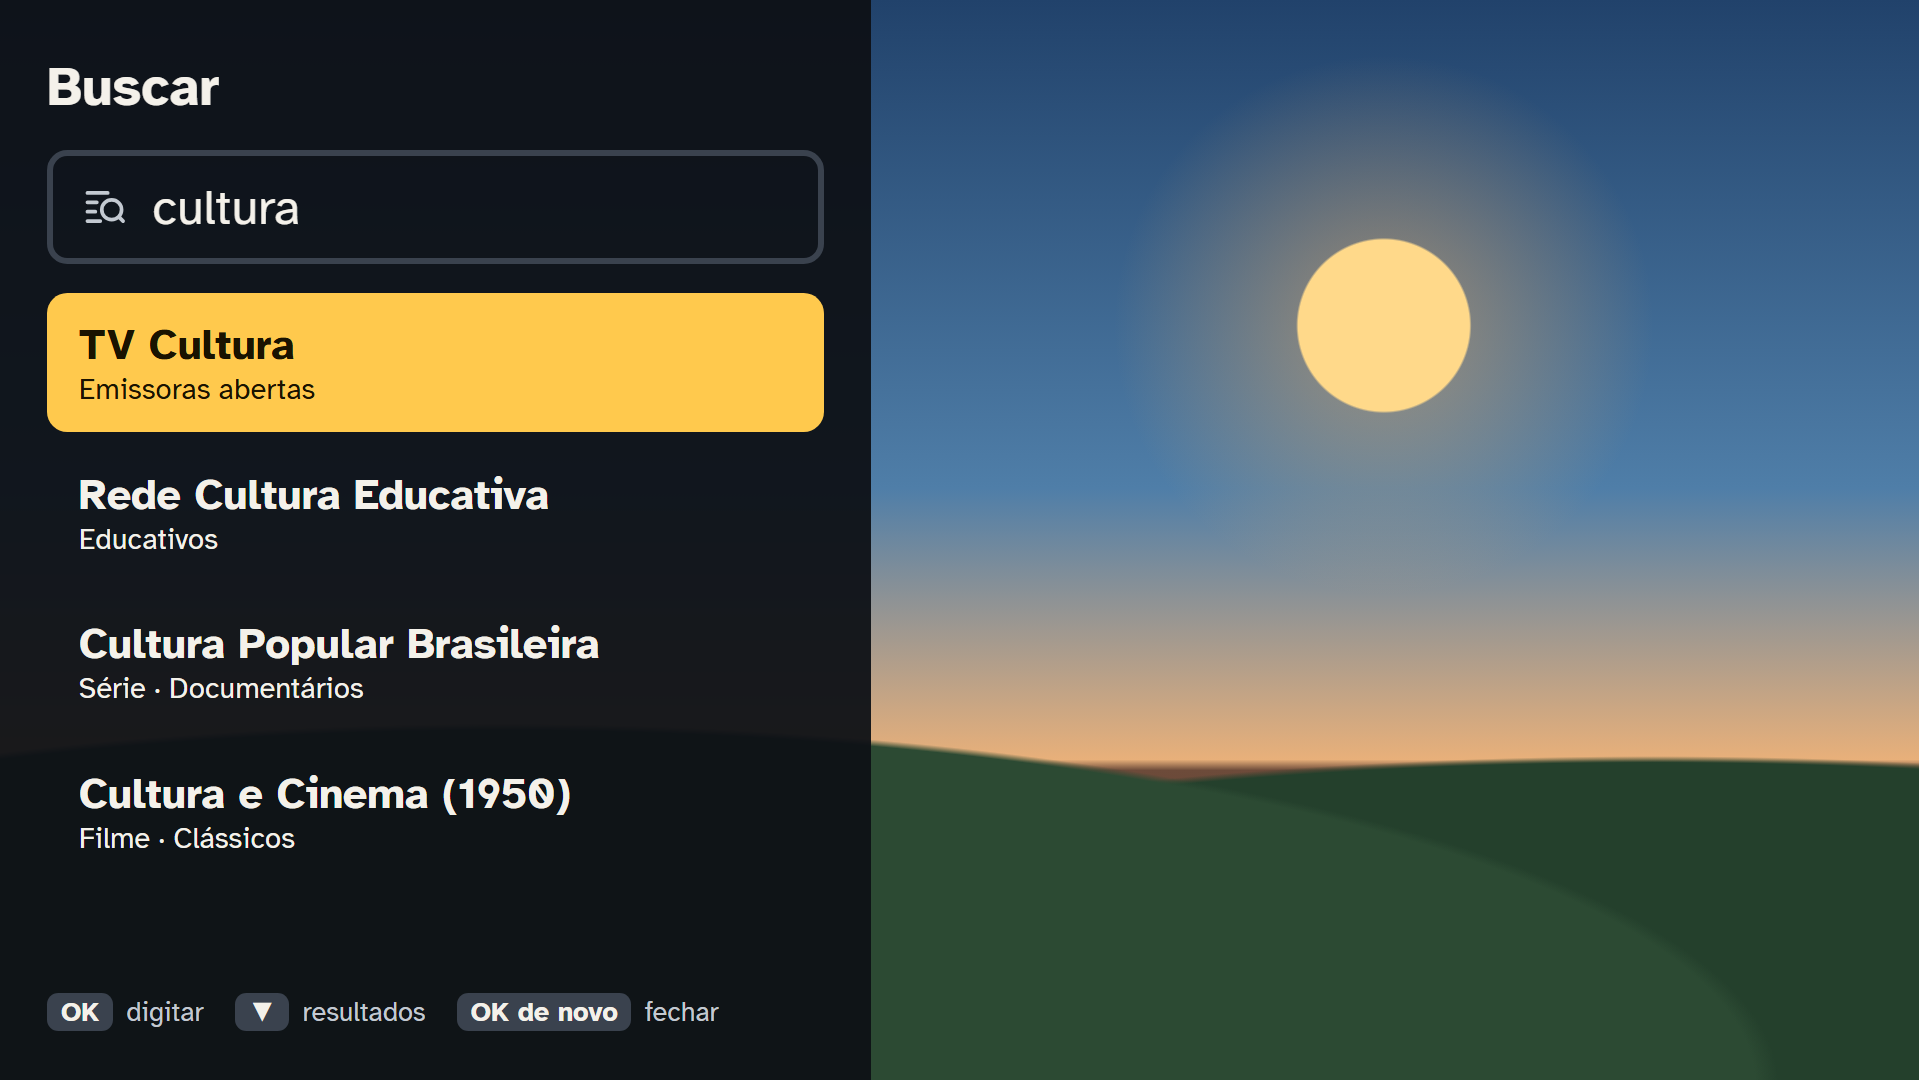 Buscar
cultura
TV Cultura
Emissoras abertas
Rede Cultura Educativa
Educativos
Cultura Popular Brasileira
Série · Documentários
Cultura e Cinema (1950)
Filme · Clássicos
OK digitar ▼ resultados OK de novo fechar